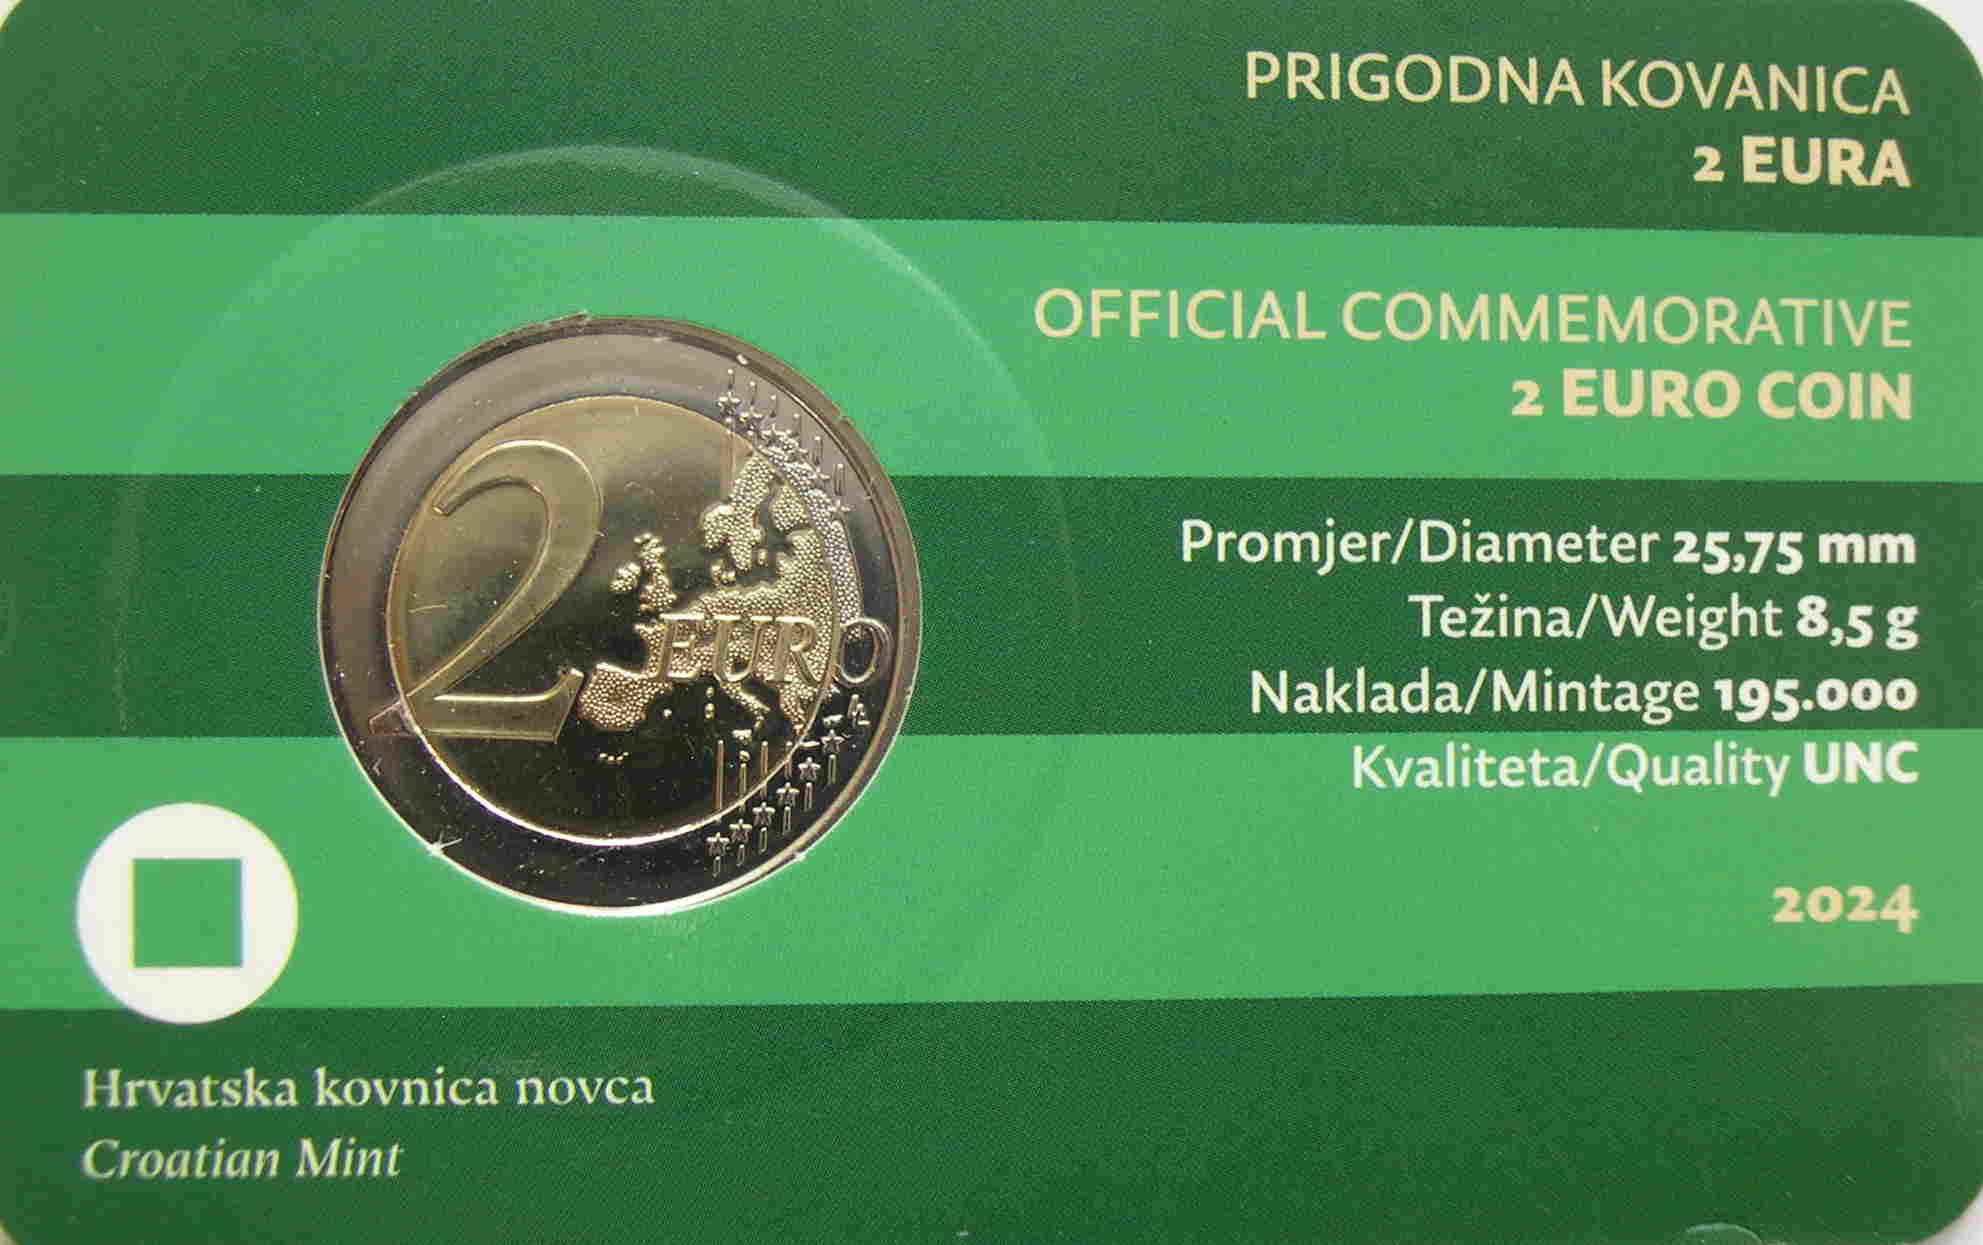 PRIGODNA KOVANICA
2 EURA
OFFICIAL COMMEMORATIVE
2 EURO COIN
2 EURO
Promjer/Diameter 25,75 mm
Težina/Weight 8,5 g
Naklada/Mintage 195.000
Kvaliteta/Quality UNC
2024
Hrvatska kovnica novca
Croatian Mint